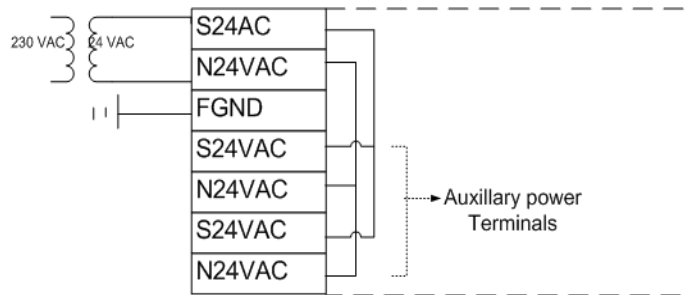 230 VAC
24 VAC
S24AC
N24VAC
FGND
S24VAC
N24VAC
S24VAC
N24VAC
Auxillary power
Terminals